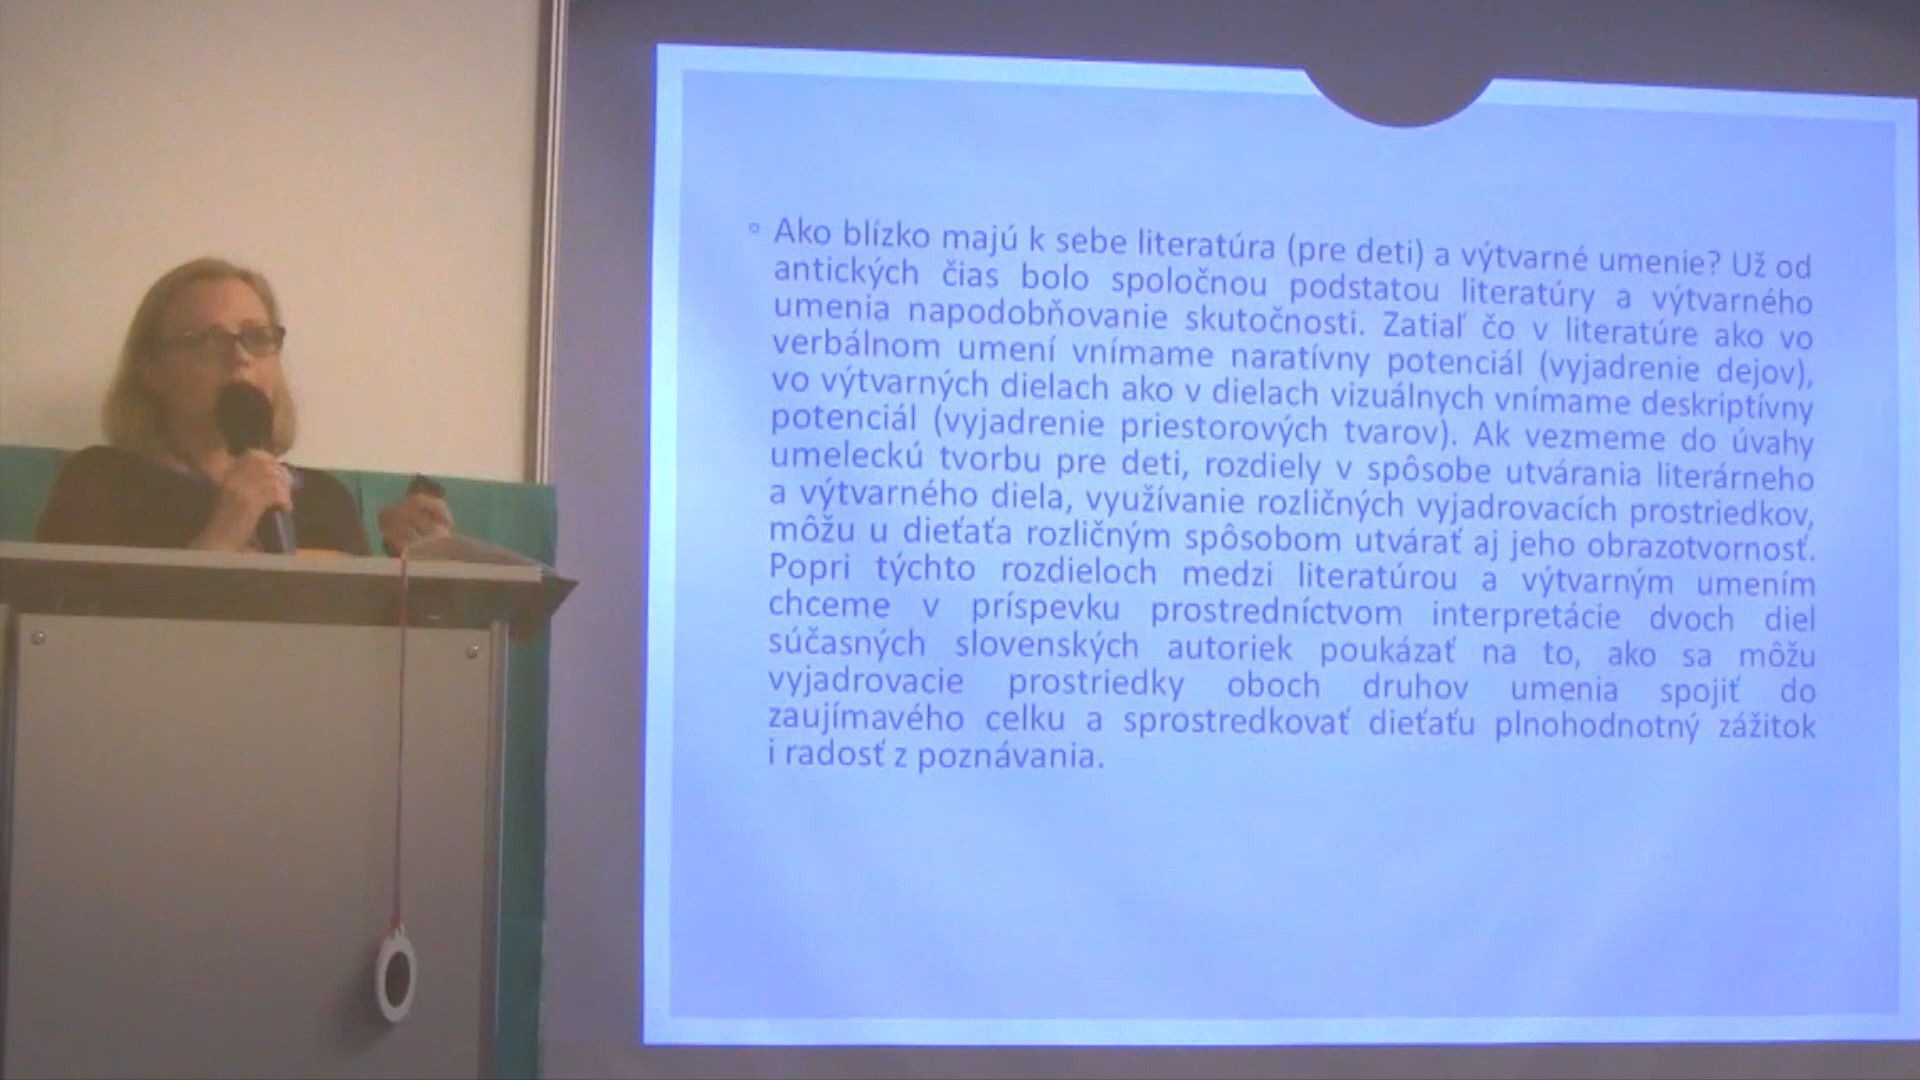 ◦ Ako blízko majú k sebe literatúra (pre deti) a výtvarné umenie? Už od
antických čias bolo spoločnou podstatou literatúry a výtvarného
umenia napodobňovanie skutočnosti. Zatiaľ čo v literatúre ako vo
verbálnom umení vnímame naratívny potenciál (vyjadrenie dejov),
vo výtvarných dielach ako v dielach vizuálnych vnímame deskriptívny
potenciál (vyjadrenie priestorových tvarov). Ak vezmeme do úvahy
umeleckú tvorbu pre deti, rozdiely v spôsobe utvárania literárneho
a výtvarného diela, využívanie rozličných vyjadrovacích prostriedkov,
môžu u dieťaťa rozličným spôsobom utvárať aj jeho obrazotvornosť.
Popri týchto rozdieloch medzi literatúrou a výtvarným umením
chceme v príspevku prostredníctvom interpretácie dvoch diel
súčasných slovenských autoriek poukázať na to, ako sa môžu
vyjadrovacie prostriedky oboch druhov umenia spojiť do
zaujímavého celku a sprostredkovať dieťaťu plnohodnotný zážitok
i radosť z poznávania.